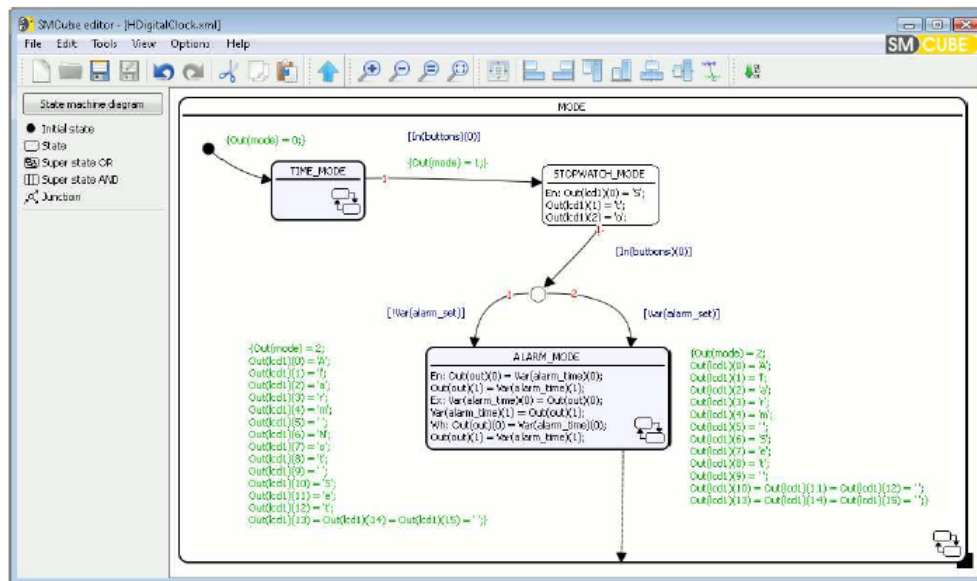 SMCube editor - [HDigitalClock.xml]
File Edit Tools View Options Help
SMCUBE
State machine diagram
Initial state
State
Super state OR
Super state AND
Junction
MODE
{Out(mode) = 0;}
[In(buttons)(0)]
{Out(mode) = 1;}
TIME_MODE
1
STOPWATCH_MODE
En: Out(lcd1)(0) = 'S';
Out(lcd1)(1) = 't';
Out(lcd1)(2) = 'o';
1
[In(buttons)(0)]
1
2
[!Var(alarm_set)]
[Var(alarm_set)]
ALARM_MODE
En: Out(out)(0) = Var(alarm_time)(0);
Out(out)(1) = Var(alarm_time)(1);
Ex: Var(alarm_time)(0) = Out(out)(0);
Var(alarm_time)(1) = Out(out)(1);
Wh: Out(out)(0) = Var(alarm_time)(0);
Out(out)(1) = Var(alarm_time)(1);
{Out(mode) = 2;
Out(lcd1)(0) = 'A';
Out(lcd1)(1) =
Out(lcd1)(2) = 'a';
Out(lcd1)(3) = 'r';
Out(lcd1)(4) = 'm';
Out(lcd1)(5) = ' ';
Out(lcd1)(6) = 'N';
Out(lcd1)(7) = 'o';
Out(lcd1)(8) = 't';
Out(lcd1)(9) = ' ';
Out(lcd1)(10) = 'S';
Out(lcd1)(11) = 'e';
Out(lcd1)(12) = 't';
Out(lcd1)(13) = Out(lcd1)(14) = Out(lcd1)(15) = ' ';}
{Out(mode) = 2;
Out(lcd1)(0) = 'A';
Out(lcd1)(1) =
Out(lcd1)(2) = 'a';
Out(lcd1)(3) = 'r';
Out(lcd1)(4) = 'm';
Out(lcd1)(5) = ' ';
Out(lcd1)(6) = 'S';
Out(lcd1)(7) = 'e';
Out(lcd1)(8) = 't';
Out(lcd1)(9) = ' ';
Out(lcd1)(10) = Out(lcd1)(11) = Out(lcd1)(12) = ' ';
Out(lcd1)(13) = Out(lcd1)(14) = Out(lcd1)(15) = ' ';}